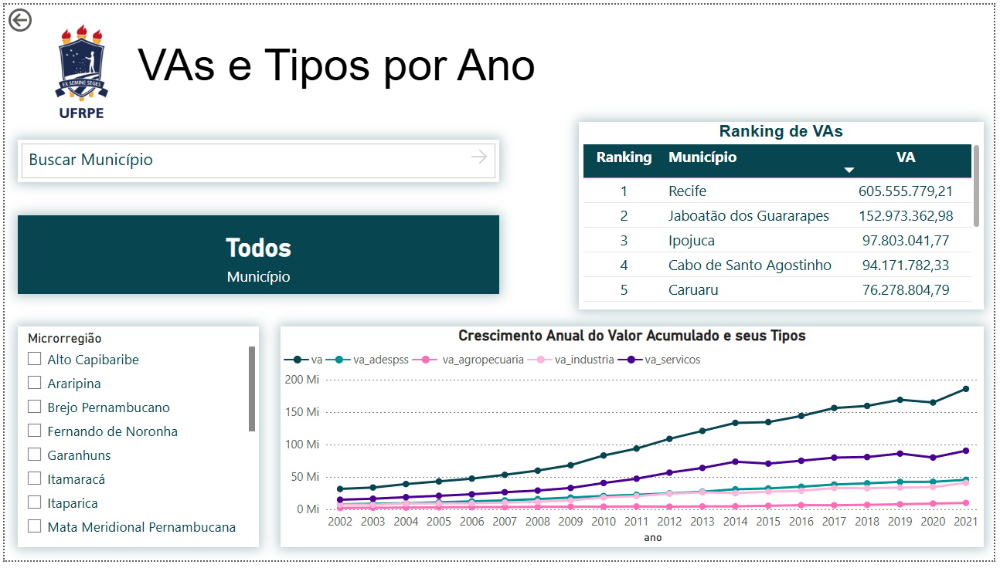 VAs e Tipos por Ano
EX SEMINE SEGES
UFRPE
Buscar Município
Todos
Município
Ranking de VAs
Ranking Município VA
1 Recife 605.555.779,21
2 Jaboatão dos Guararapes 152.973.362,98
3 Ipojuca 97.803.041,77
4 Cabo de Santo Agostinho 94.171.782,33
5 Caruaru 76.278.804,79
Microrregião
Alto Capibaribe
Araripina
Brejo Pernambucano
Fernando de Noronha
Garanhuns
Itamaracá
Itaparica
Mata Meridional Pernambucana
Crescimento Anual do Valor Acumulado e seus Tipos
va va_adespss va_agropecuaria va_industria va_servicos
200 Mi
150 Mi
100 Mi
50 Mi
0 Mi
2002 2003 2004 2005 2006 2007 2008 2009 2010 2011 2012 2013 2014 2015 2016 2017 2018 2019 2020 2021
ano